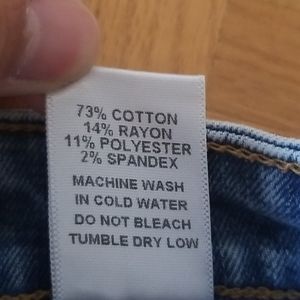 73% COTTON
14% RAYON
11% POLYESTER
2% SPANDEX
MACHINE WASH
IN COLD WATER
DO NOT BLEACH
TUMBLE DRY LOW